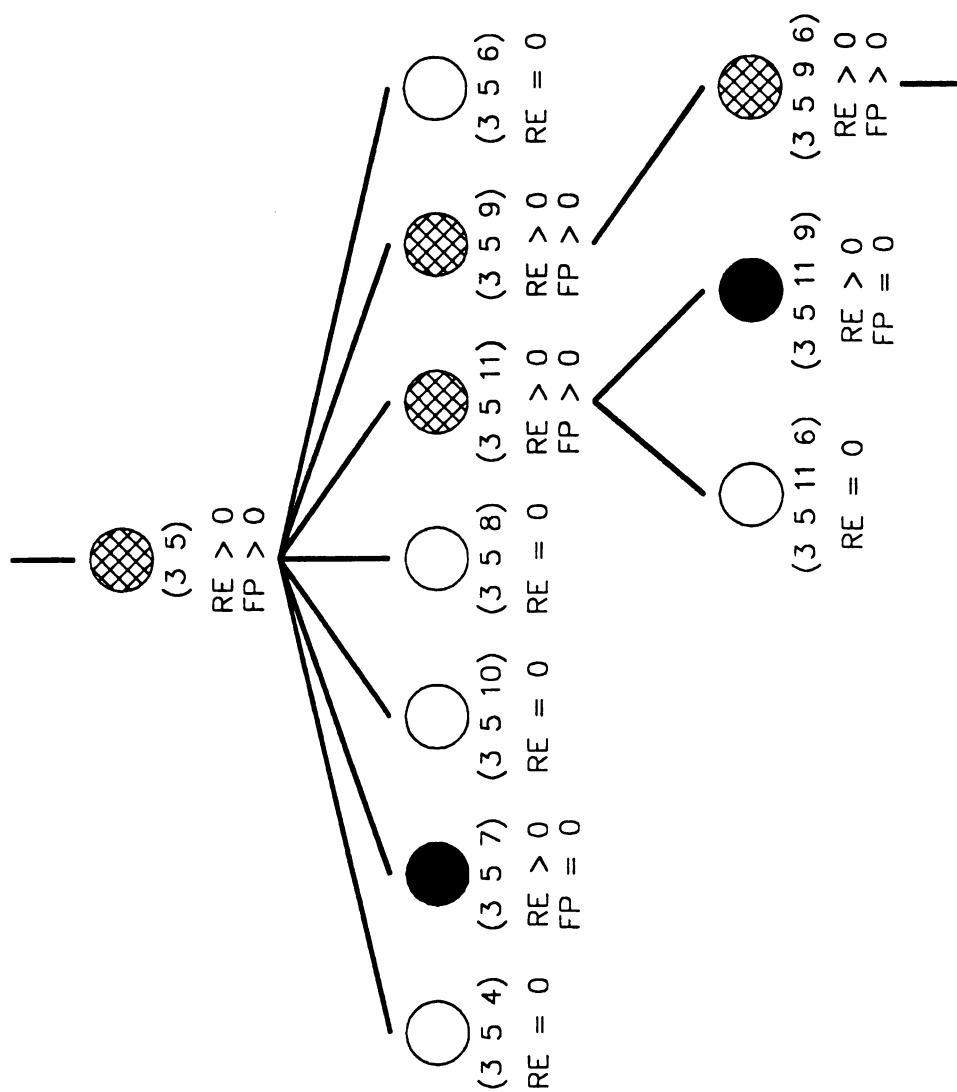 (3 5)
RE > 0
FP > 0
(3 5 4)
RE = 0
(3 5 7)
RE > 0
FP = 0
(3 5 10)
RE = 0
(3 5 8)
RE = 0
(3 5 11)
RE > 0
FP > 0
(3 5 9)
RE > 0
FP > 0
(3 5 6)
RE = 0
(3 5 11 6)
RE = 0
(3 5 11 9)
RE > 0
FP = 0
(3 5 9 6)
RE > 0
FP > 0